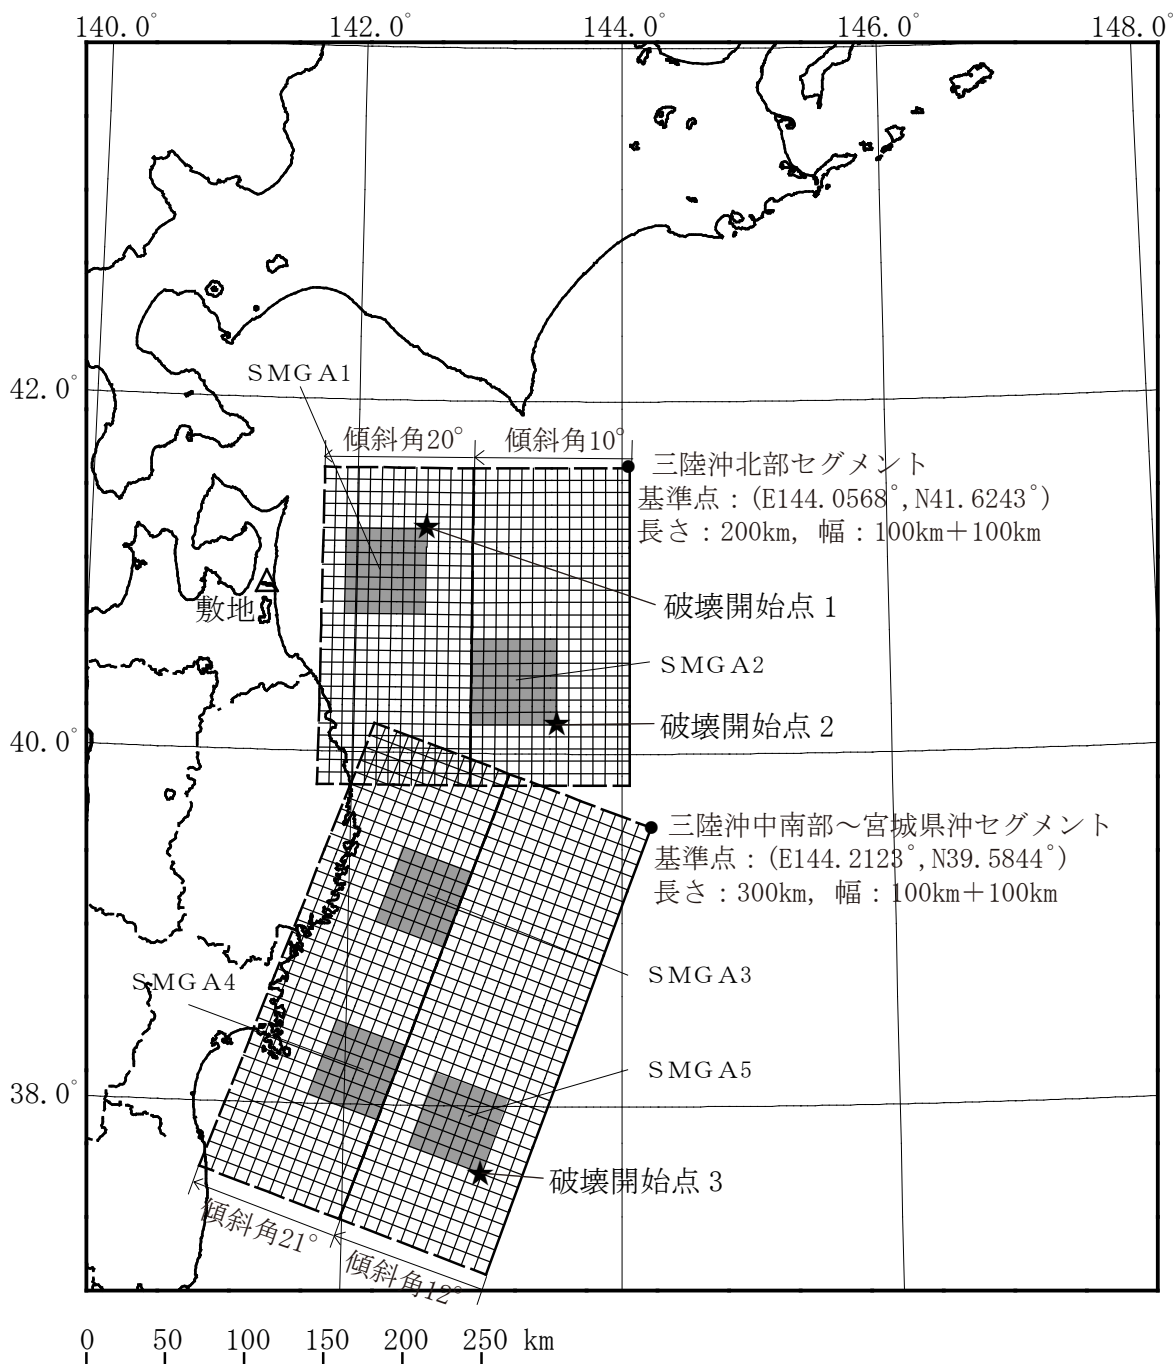 140.0° 142.0° 144.0° 146.0° 148.0°
SMGA1
42.0°
傾斜角20° 傾斜角10°
三陸沖北部セグメント
基準点：(E144.0568°,N41.6243°)
長さ：200km, 幅：100km＋100km
敷地
破壊開始点１
SMGA2
破壊開始点２
40.0°
三陸沖中南部～宮城県沖セグメント
基準点：(E144.2123°,N39.5844°)
長さ：300km, 幅：100km＋100km
SMGA3
SMGA4
SMGA5
38.0°
破壊開始点３
傾斜角21°
傾斜角12°
0 50 100 150 200 250 km